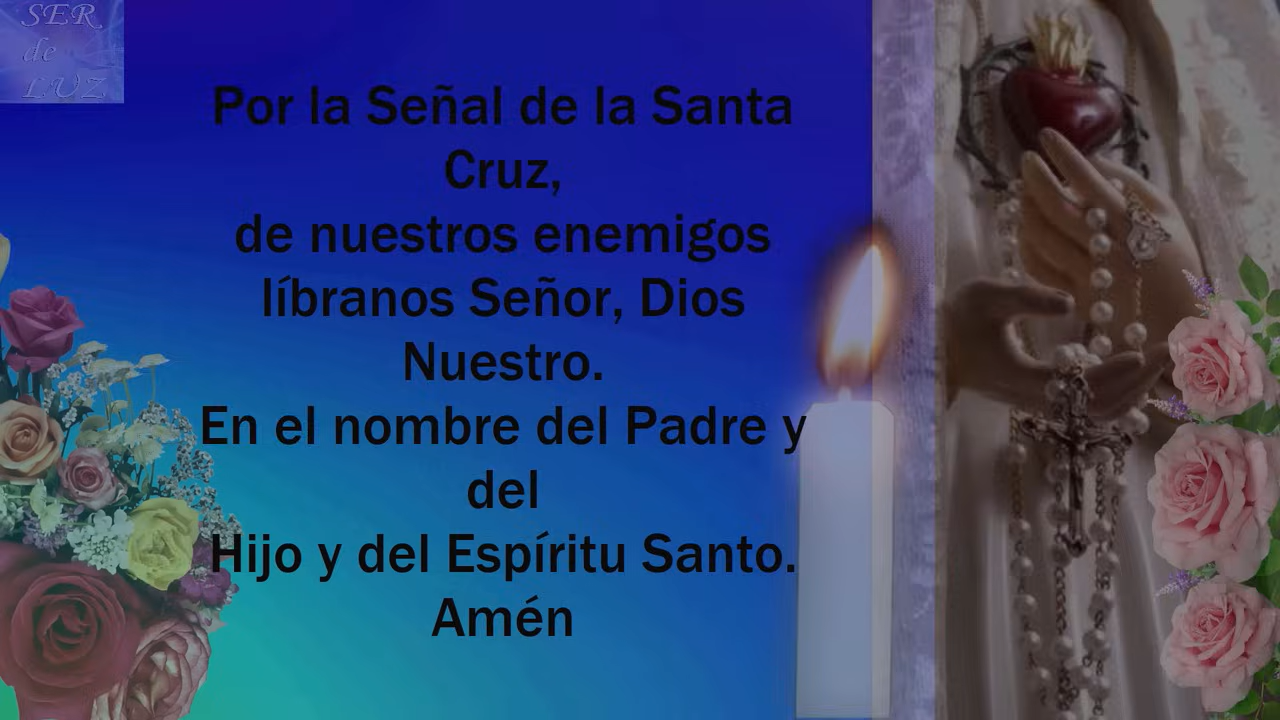 SER
de
LUZ
Por la Señal de la Santa
Cruz,
de nuestros enemigos
líbranos Señor, Dios
Nuestro.
En el nombre del Padre y
del
Hijo y del Espíritu Santo.
Amén